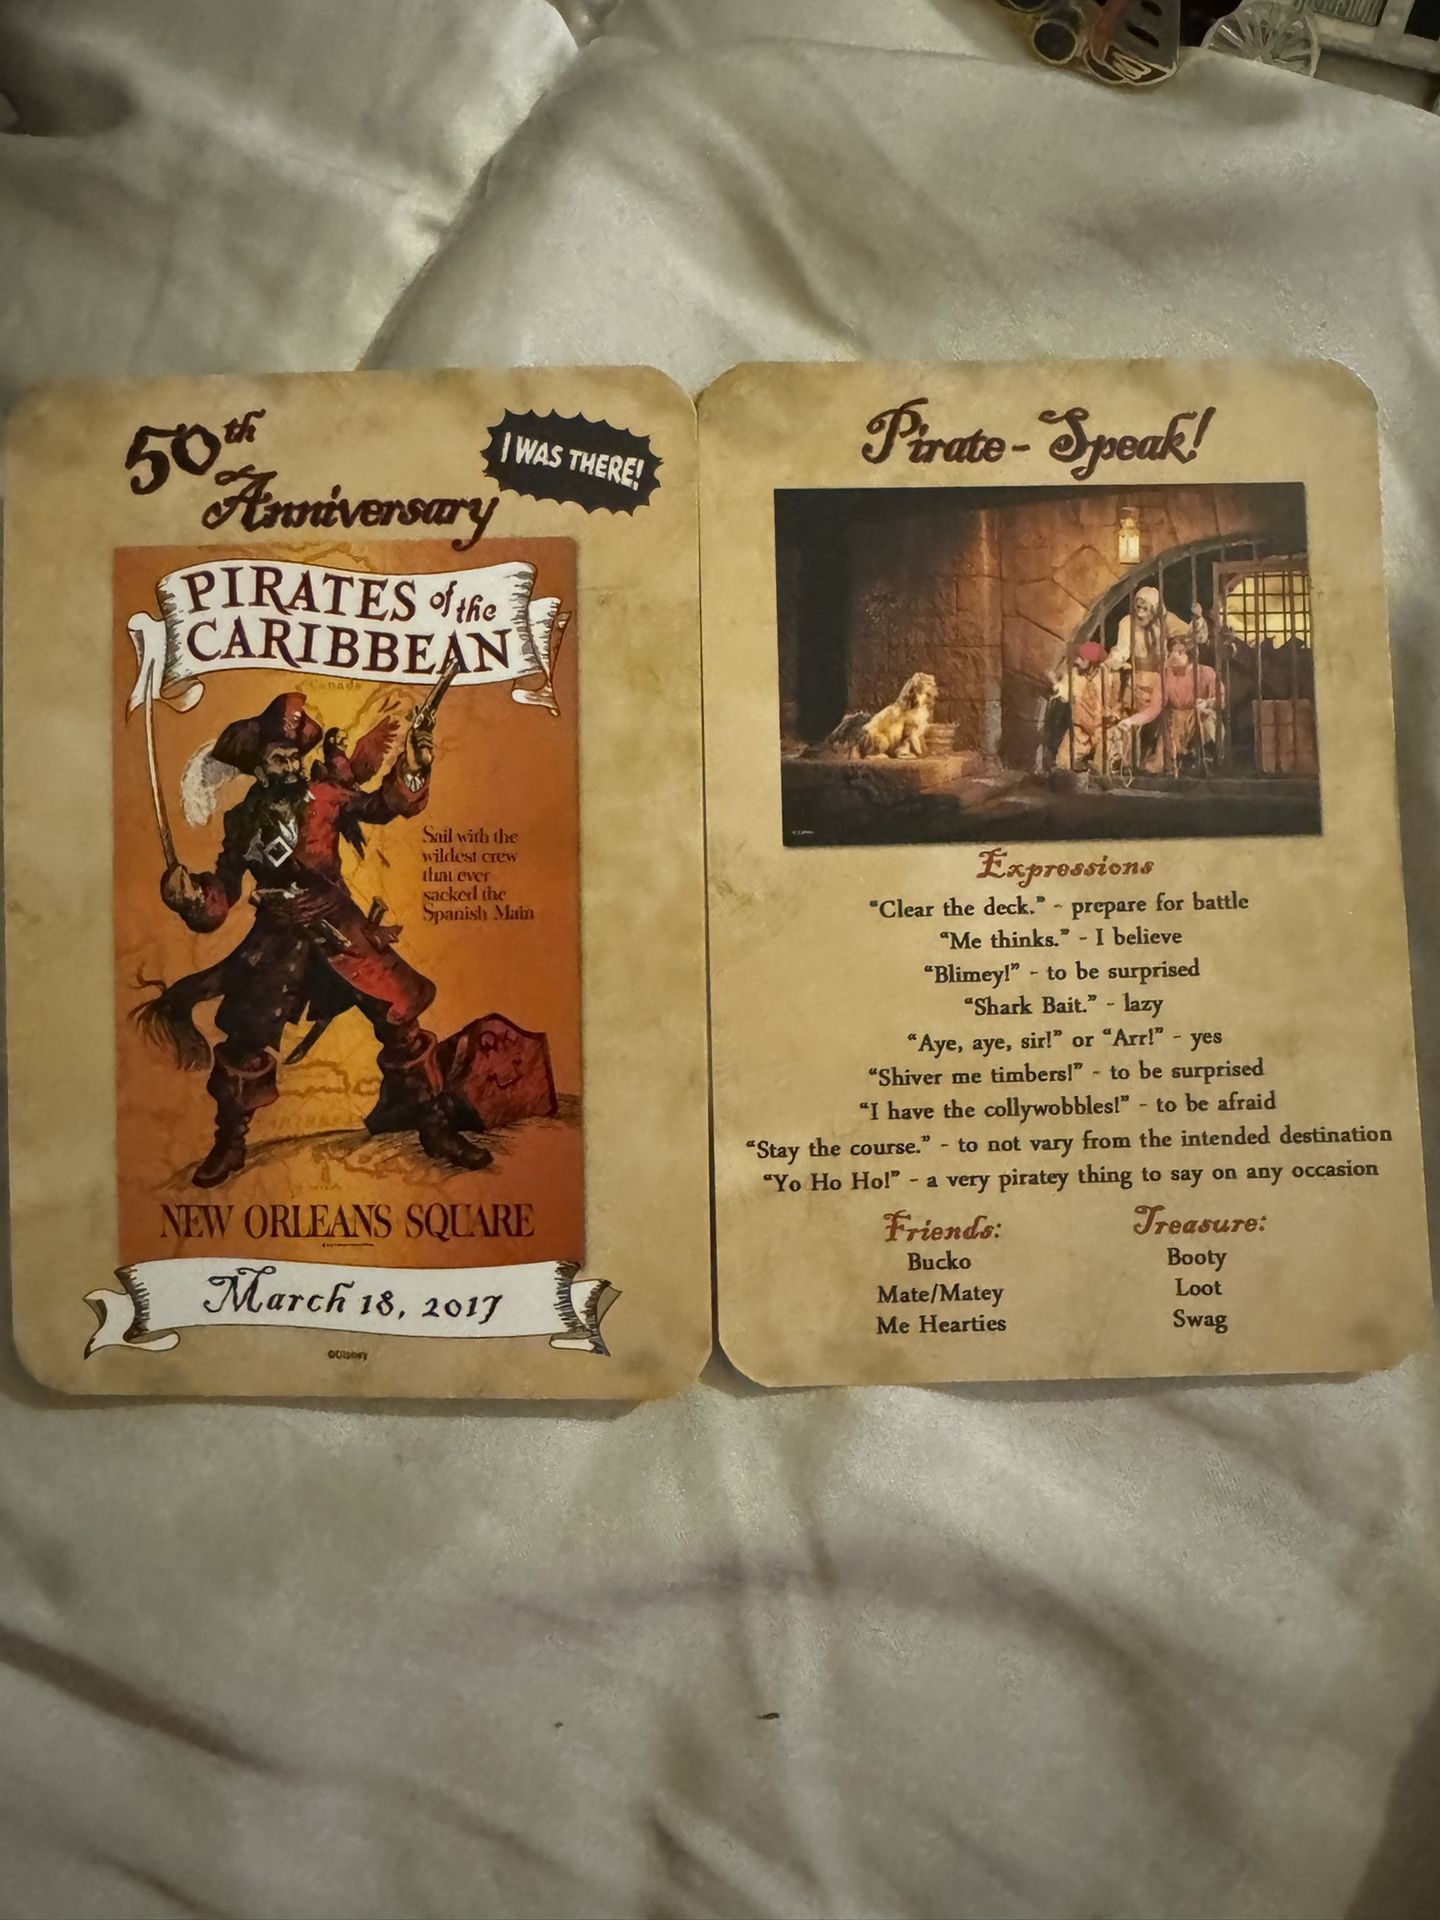 50th
Anniversary
I WAS THERE!
PIRATES of the
CARIBBEAN
Canada
Sail with the
wildest crew
that ever
sacked the
Spanish Main
NEW ORLEANS SQUARE
March 18, 2017
©Disney
Pirate-Speak!
Expressions
“Clear the deck.” - prepare for battle
“Me thinks.” - I believe
“Blimey!” - to be surprised
“Shark Bait.” - lazy
“Aye, aye, sir!” or “Arr!” - yes
“Shiver me timbers!” - to be surprised
“I have the collywobbles!” - to be afraid
“Stay the course.” - to not vary from the intended destination
“Yo Ho Ho!” - a very piratey thing to say on any occasion
Friends:
Bucko
Mate/Matey
Me Hearties
Treasure:
Booty
Loot
Swag